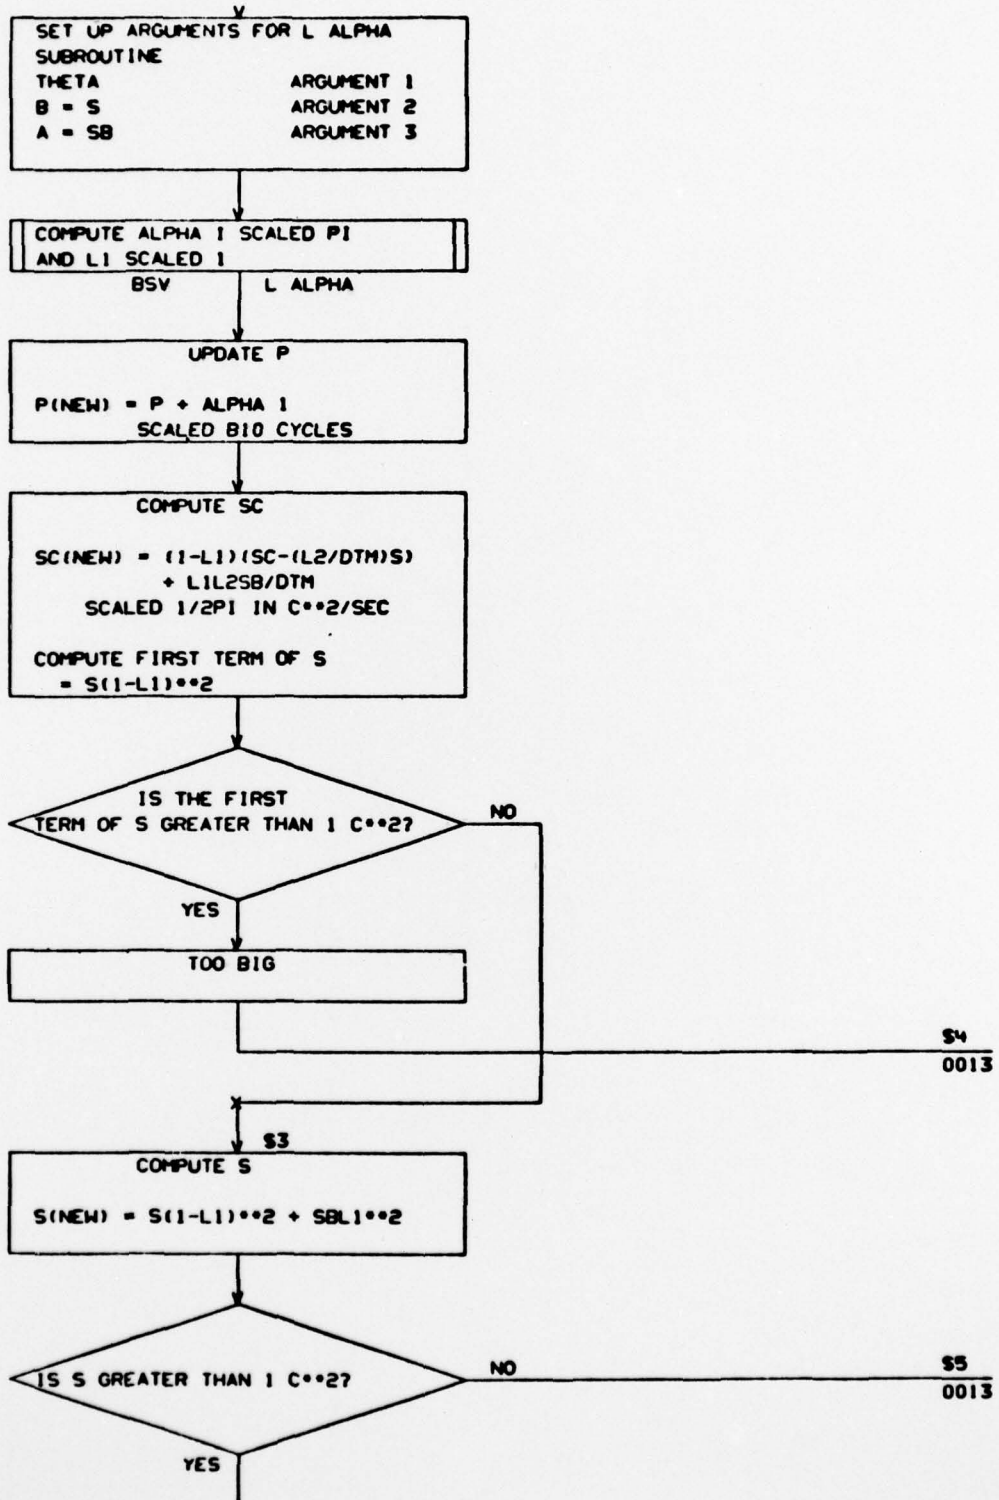 SET UP ARGUMENTS FOR L ALPHA
SUBROUTINE
THETA ARGUMENT 1
B = S ARGUMENT 2
A = SB ARGUMENT 3
COMPUTE ALPHA 1 SCALED PI
AND L1 SCALED 1
BSV L ALPHA
UPDATE P
P(NEW) = P + ALPHA 1
SCALED B10 CYCLES
COMPUTE SC
SC(NEW) = (1-L1)(SC-(L2/DTM)S)
+ L1L2SB/DTM
SCALED 1/2PI IN C**2/SEC
COMPUTE FIRST TERM OF S
= S(1-L1)**2
IS THE FIRST
TERM OF S GREATER THAN 1 C**2?
NO
YES
TOO BIG
S4
0013
S3
COMPUTE S
S(NEW) = S(1-L1)**2 + SBL1**2
IS S GREATER THAN 1 C**2?
NO
S5
0013
YES